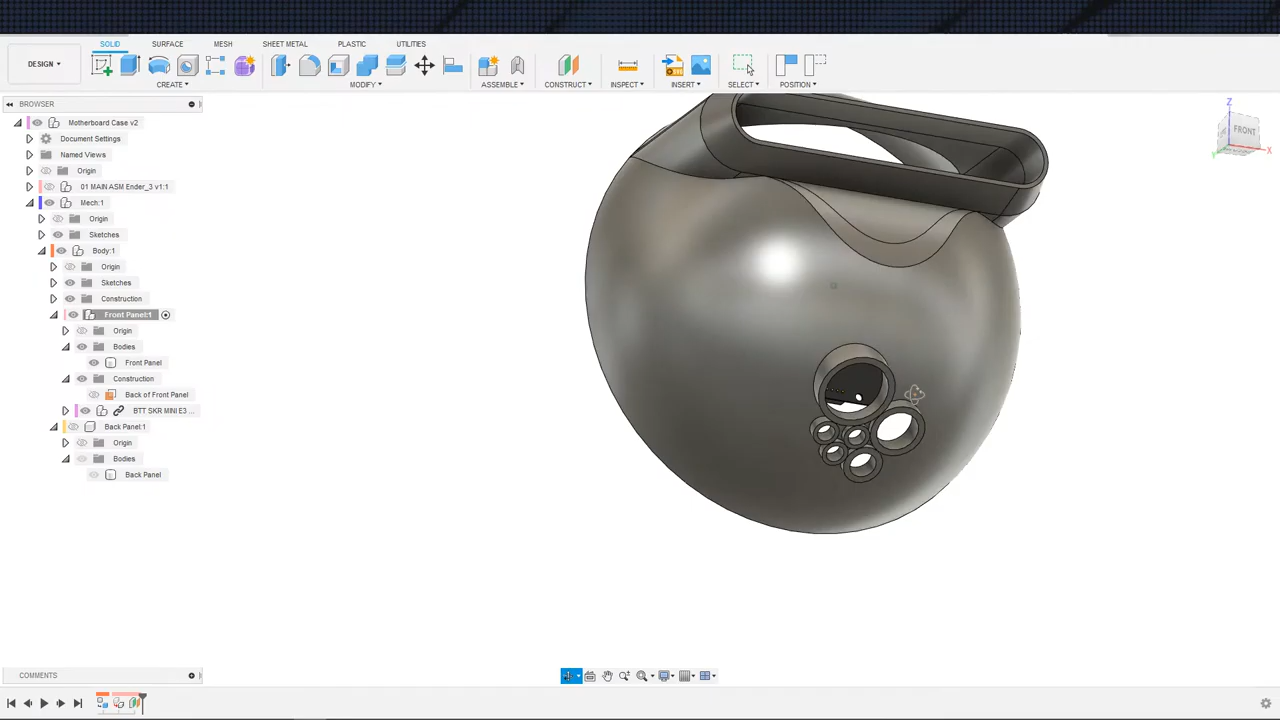 SOLID SURFACE MESH SHEET METAL PLASTIC UTILITIES
DESIGN
CREATE MODIFY ASSEMBLE CONSTRUCT INSPECT INSERT SELECT POSITION
BROWSER
Motherboard Case v2
Document Settings
Named Views
Origin
01 MAIN ASM Ender_3 v1:1
Mech:1
Origin
Sketches
Body:1
Origin
Sketches
Construction
Front Panel:1
Origin
Bodies
Front Panel
Construction
Back of Front Panel
BTT SKR MINI E3 ...
Back Panel:1
Origin
Bodies
Back Panel
Z
FRONT
X
Y
COMMENTS